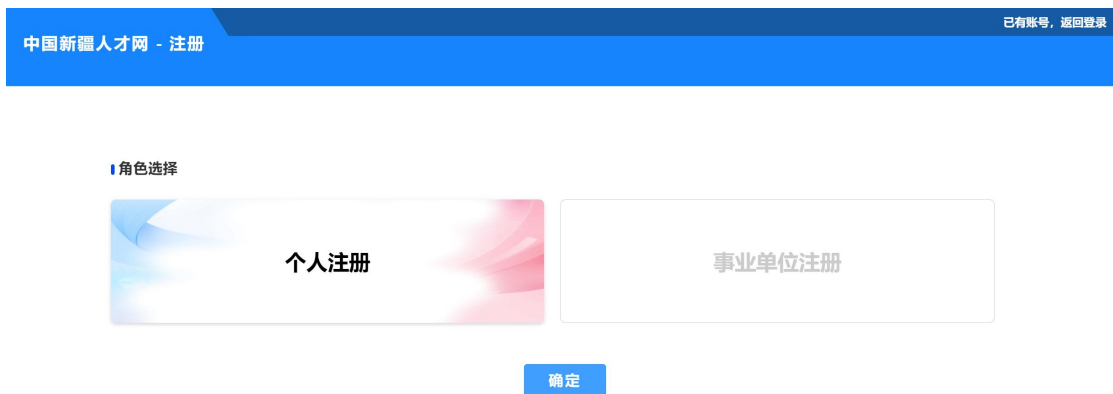 已有账号，返回登录
中国新疆人才网 - 注册
角色选择
个人注册
事业单位注册
确定